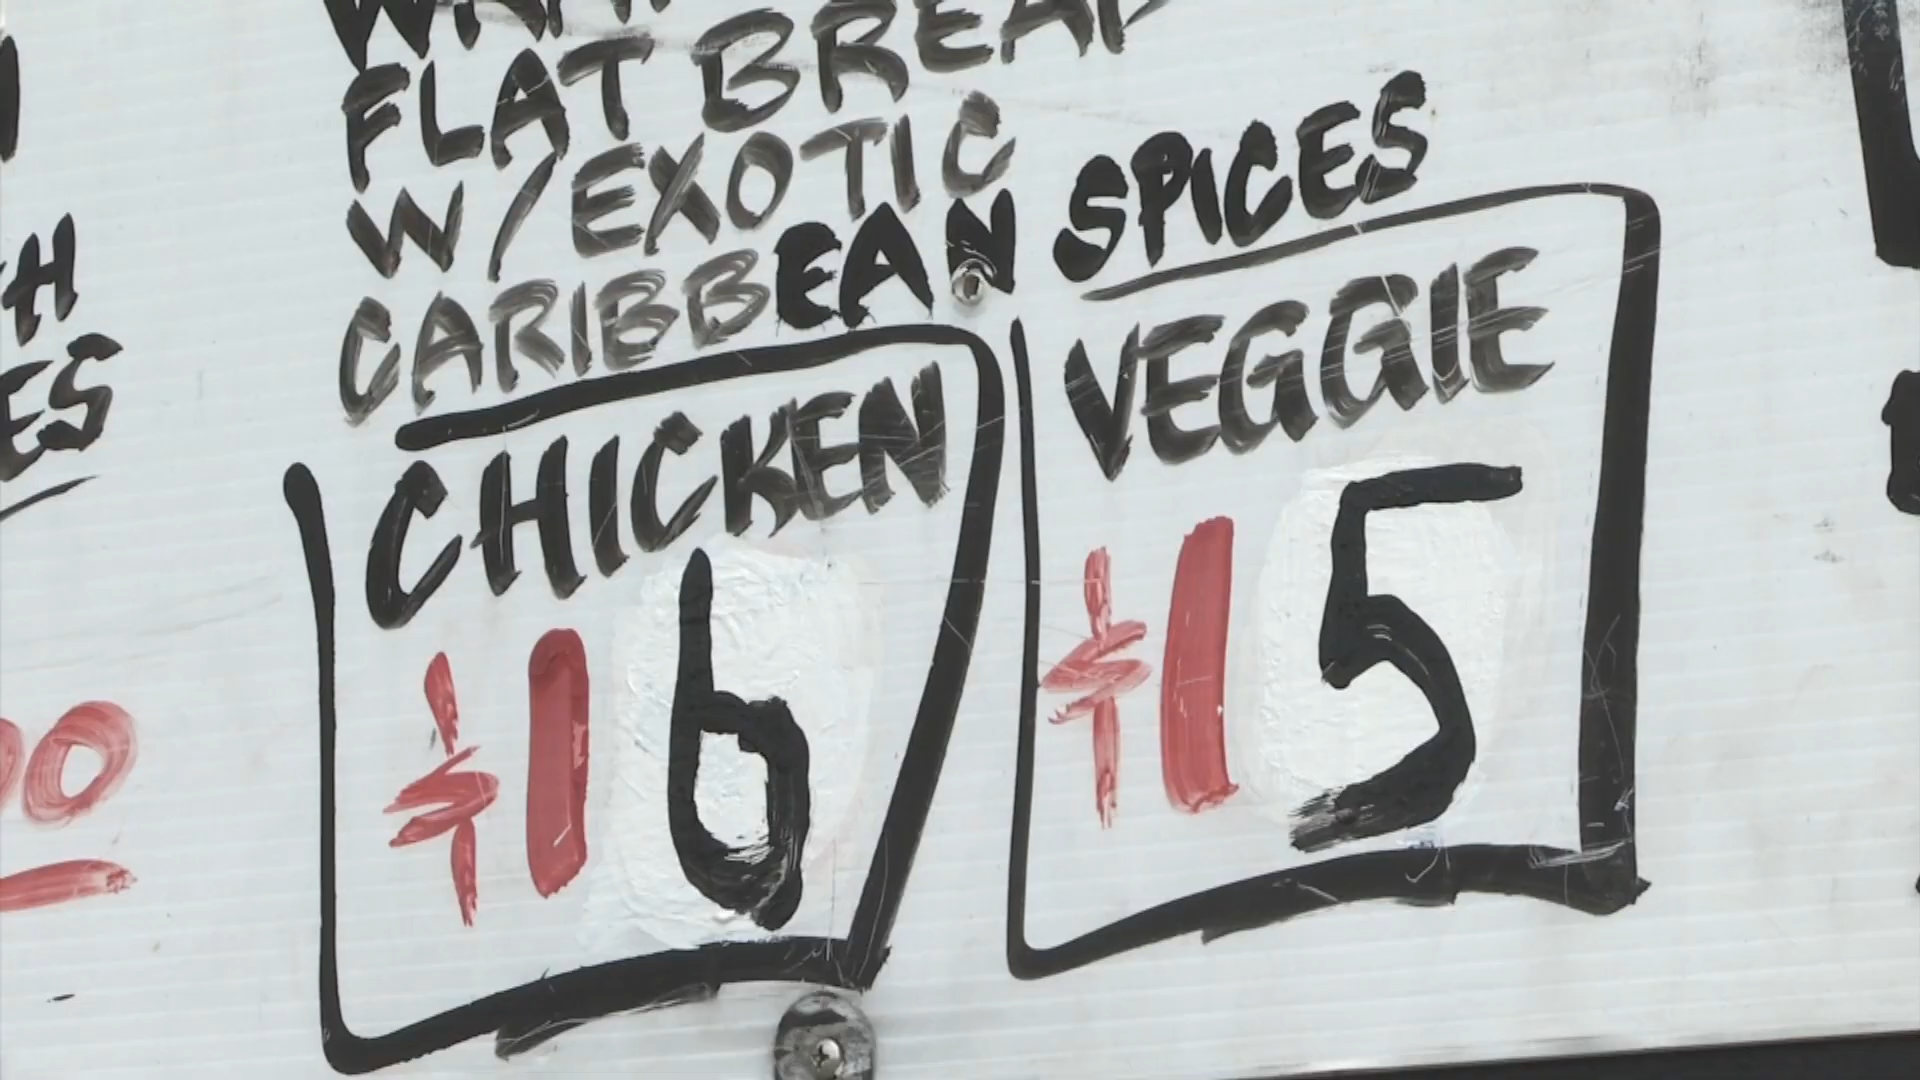 FLAT BREAD
W/EXOTIC
CARIBBEAN SPICES
CHICKEN
$16
VEGGIE
$15